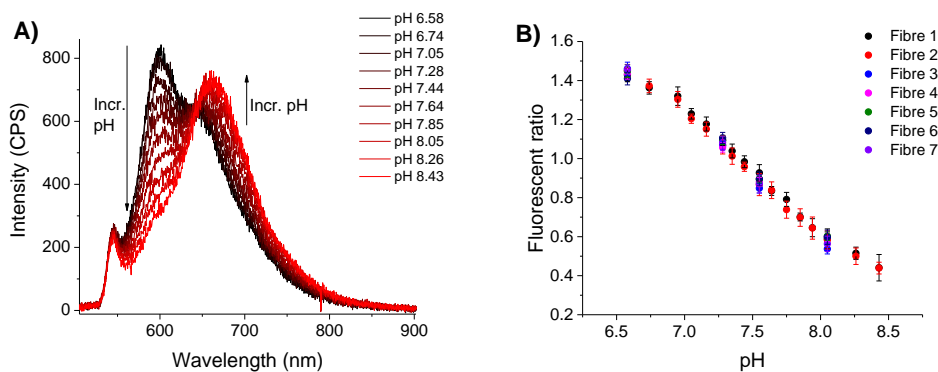 A)
Intensity (CPS)
800
600
400
200
0
Incr.
pH
Incr. pH
500
600
700
800
900
Wavelength (nm)
pH 6.58
pH 6.74
pH 7.05
pH 7.28
pH 7.44
pH 7.64
pH 7.85
pH 8.05
pH 8.26
pH 8.43
B)
Fluorescent ratio
1.6
1.4
1.2
1.0
0.8
0.6
0.4
0.2
6.5
7.0
7.5
8.0
8.5
pH
Fibre 1
Fibre 2
Fibre 3
Fibre 4
Fibre 5
Fibre 6
Fibre 7